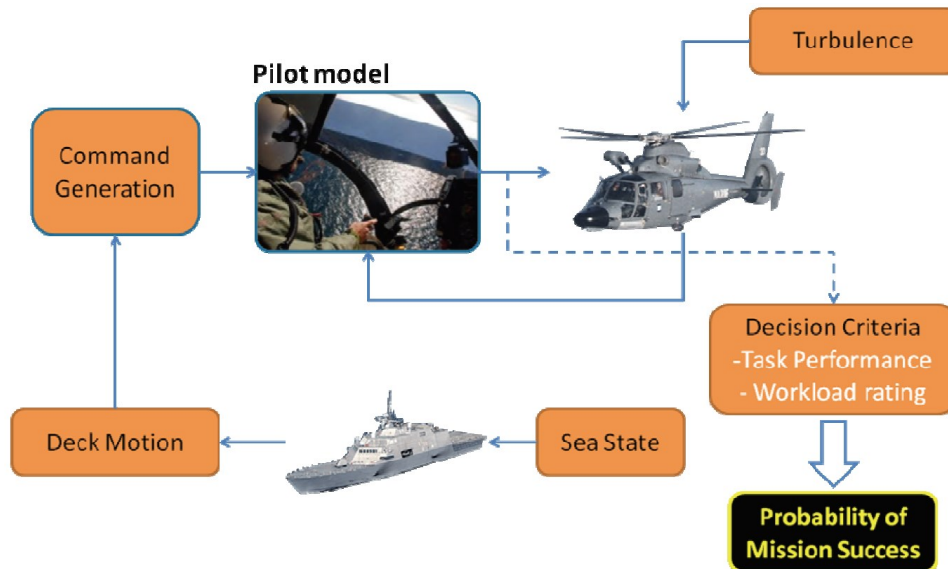 Turbulence
Pilot model
Command
Generation
Decision Criteria
-Task Performance
- Workload rating
Deck Motion
Sea State
Probability of
Mission Success